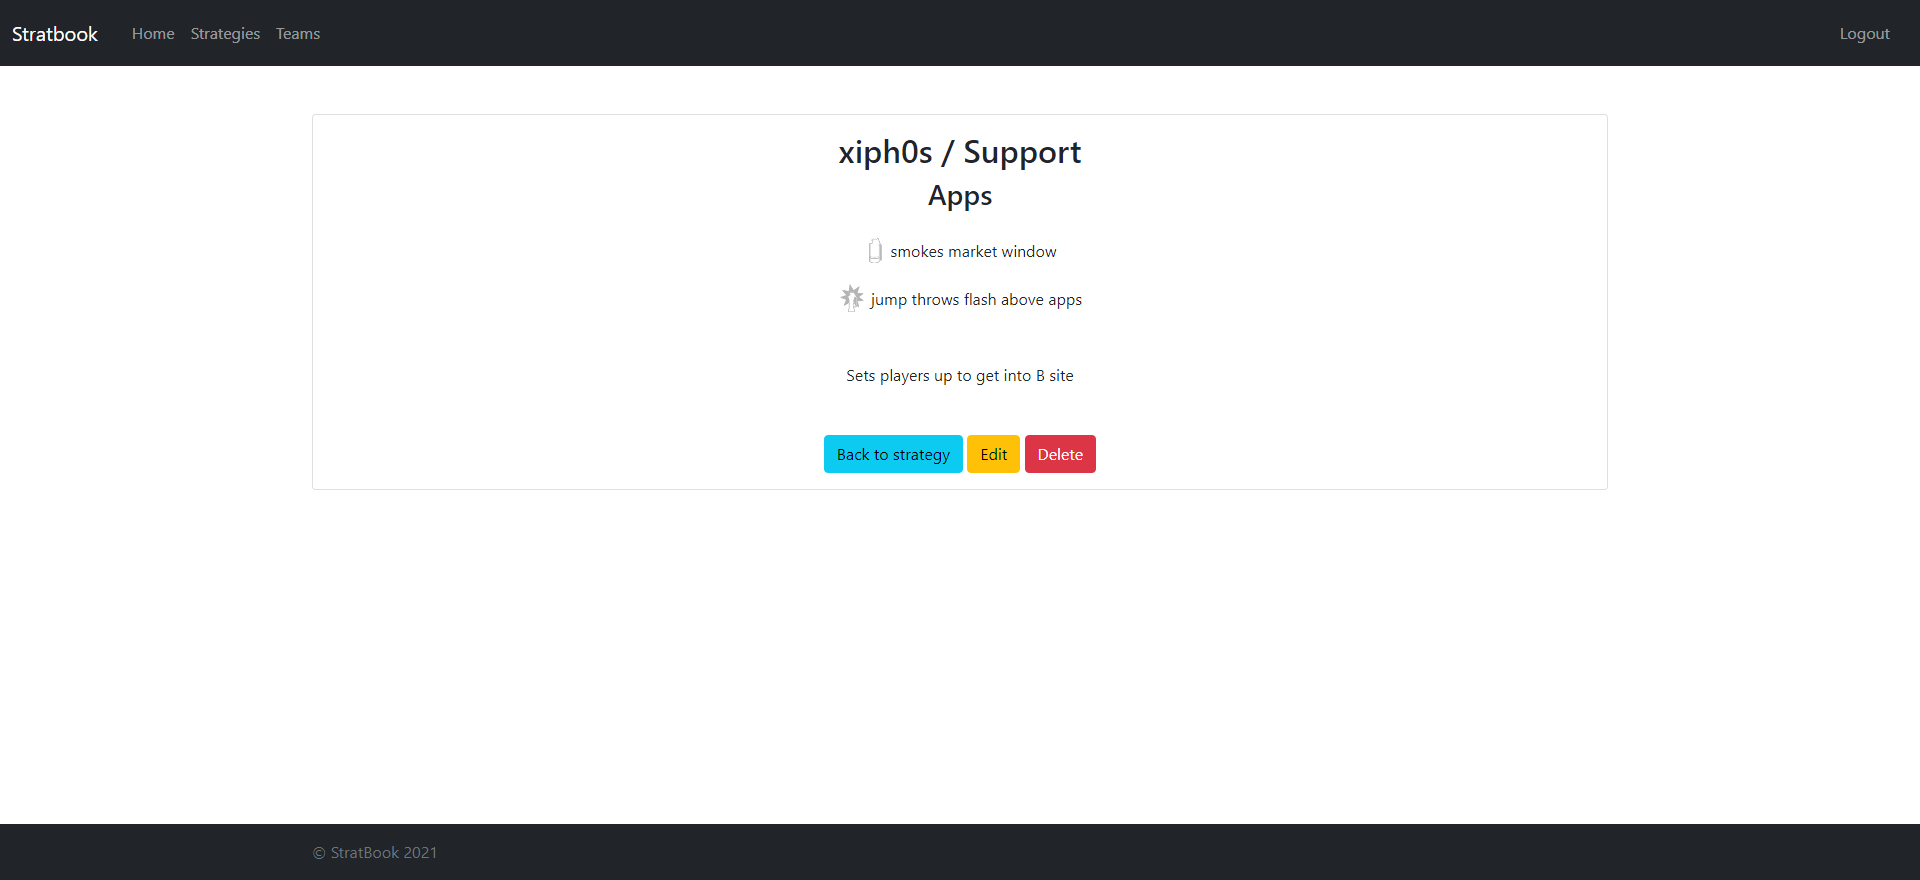 Stratbook Home Strategies Teams Logout
xiph0s / Support
Apps
smokes market window
jump throws flash above apps
Sets players up to get into B site
Back to strategy Edit Delete
© StratBook 2021